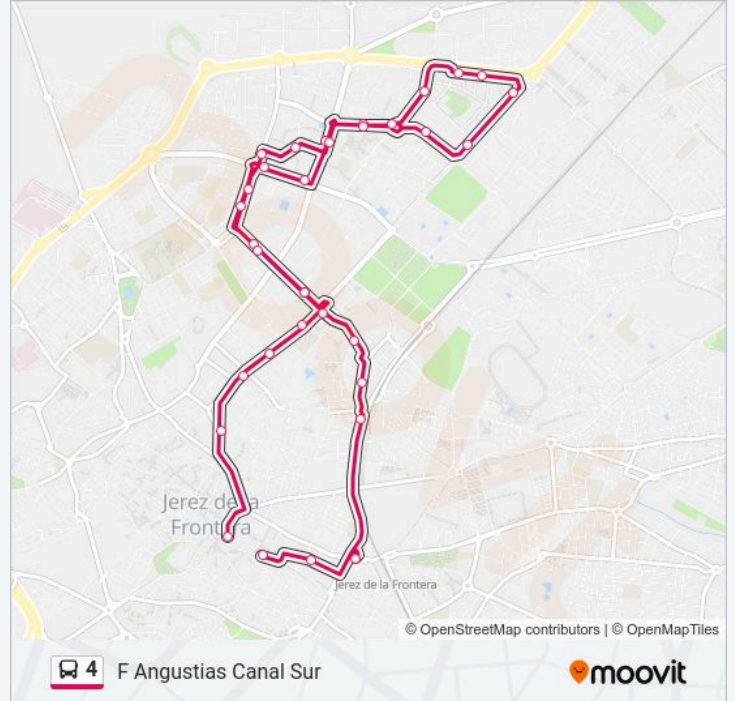 Jerez de la
Frontera
Jerez de la Frontera
© OpenStreetMap contributors | © OpenMapTiles
4 F Angustias Canal Sur
moovit